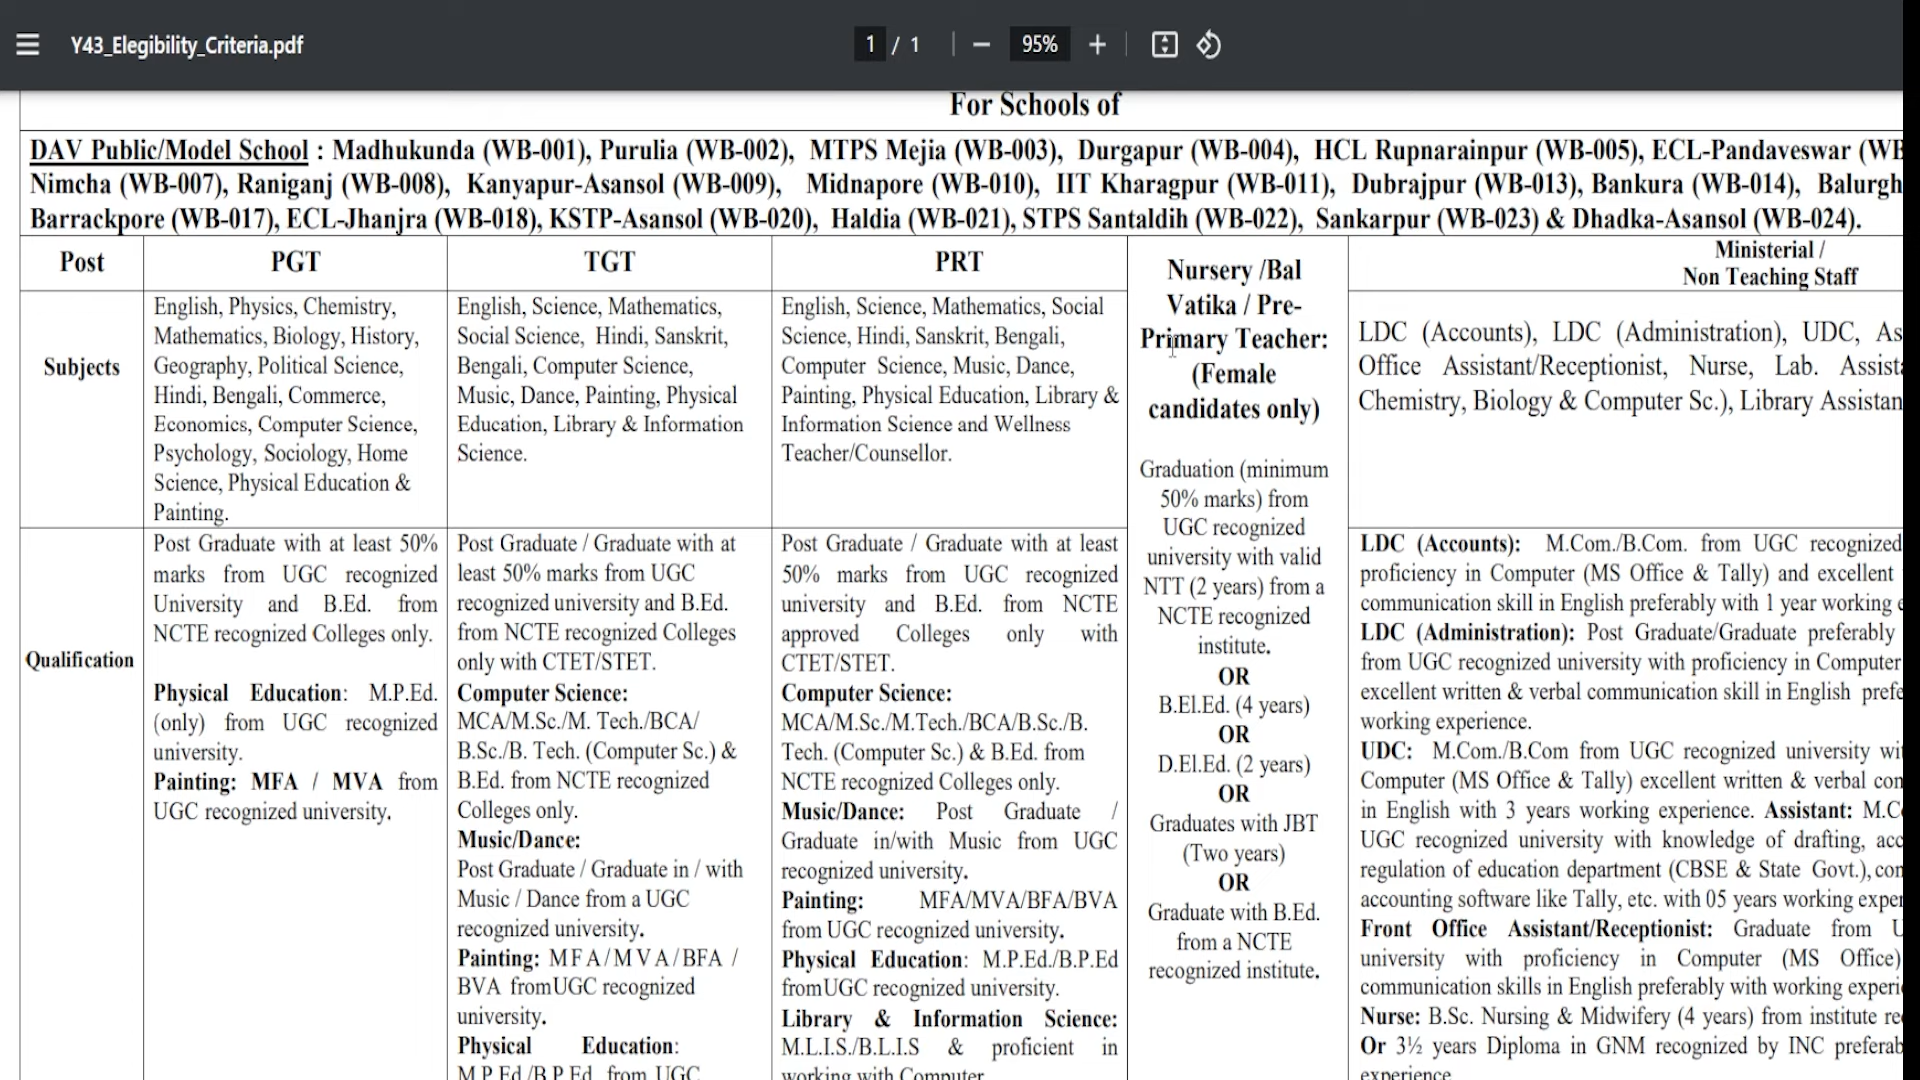 Y43_Elegibility_Criteria.pdf
1 / 1
95%
For Schools of
DAV Public/Model School : Madhukunda (WB-001), Purulia (WB-002), MTPS Mejia (WB-003), Durgapur (WB-004), HCL Rupnarainpur (WB-005), ECL-Pandaveswar (WB
Nimcha (WB-007), Raniganj (WB-008), Kanyapur-Asansol (WB-009), Midnapore (WB-010), IIT Kharagpur (WB-011), Dubrajpur (WB-013), Bankura (WB-014), Balurgh
Barrackpore (WB-017), ECL-Jhanjra (WB-018), KSTP-Asansol (WB-020), Haldia (WB-021), STPS Santaldih (WB-022), Sankarpur (WB-023) & Dhadka-Asansol (WB-024).
Post
PGT
TGT
PRT
Nursery /Bal
Vatika / Pre-
Primary Teacher:
(Female
candidates only)
Ministerial /
Non Teaching Staff
Subjects
English, Physics, Chemistry,
Mathematics, Biology, History,
Geography, Political Science,
Hindi, Bengali, Commerce,
Economics, Computer Science,
Psychology, Sociology, Home
Science, Physical Education &
Painting.
English, Science, Mathematics,
Social Science, Hindi, Sanskrit,
Bengali, Computer Science,
Music, Dance, Painting, Physical
Education, Library & Information
Science.
English, Science, Mathematics, Social
Science, Hindi, Sanskrit, Bengali,
Computer Science, Music, Dance,
Painting, Physical Education, Library &
Information Science and Wellness
Teacher/Counsellor.
LDC (Accounts), LDC (Administration), UDC, As
Office Assistant/Receptionist, Nurse, Lab. Assist
Chemistry, Biology & Computer Sc.), Library Assistan
Qualification
Post Graduate with at least 50%
marks from UGC recognized
University and B.Ed. from
NCTE recognized Colleges only.
Physical Education: M.P.Ed.
(only) from UGC recognized
university.
Painting: MFA / MVA from
UGC recognized university.
Post Graduate / Graduate with at
least 50% marks from UGC
recognized university and B.Ed.
from NCTE recognized Colleges
only with CTET/STET.
Computer Science:
MCA/M.Sc./M. Tech./BCA/
B.Sc./B. Tech. (Computer Sc.) &
B.Ed. from NCTE recognized
Colleges only.
Music/Dance:
Post Graduate / Graduate in / with
Music / Dance from a UGC
recognized university.
Painting: MFA/MVA/BFA /
BVA fromUGC recognized
university.
Physical Education:
M.P.Ed./B.P.Ed. from UGC
Post Graduate / Graduate with at least
50% marks from UGC recognized
university and B.Ed. from NCTE
approved Colleges only with
CTET/STET.
Computer Science:
MCA/M.Sc./M.Tech./BCA/B.Sc./B.
Tech. (Computer Sc.) & B.Ed. from
NCTE recognized Colleges only.
Music/Dance: Post Graduate /
Graduate in/with Music from UGC
recognized university.
Painting: MFA/MVA/BFA/BVA
from UGC recognized university.
Physical Education: M.P.Ed./B.P.Ed
fromUGC recognized university.
Library & Information Science:
M.L.I.S./B.L.I.S & proficient in
working with Computer.
Graduation (minimum
50% marks) from
UGC recognized
university with valid
NTT (2 years) from a
NCTE recognized
institute.
OR
B.El.Ed. (4 years)
OR
D.El.Ed. (2 years)
OR
Graduates with JBT
(Two years)
OR
Graduate with B.Ed.
from a NCTE
recognized institute.
LDC (Accounts): M.Com./B.Com. from UGC recognized
proficiency in Computer (MS Office & Tally) and excellent
communication skill in English preferably with 1 year working e
LDC (Administration): Post Graduate/Graduate preferably
from UGC recognized university with proficiency in Computer
excellent written & verbal communication skill in English prefe
working experience.
UDC: M.Com./B.Com from UGC recognized university wi
Computer (MS Office & Tally) excellent written & verbal con
in English with 3 years working experience. Assistant: M.C
UGC recognized university with knowledge of drafting, acc
regulation of education department (CBSE & State Govt.), con
accounting software like Tally, etc. with 05 years working exper
Front Office Assistant/Receptionist: Graduate from U
university with proficiency in Computer (MS Office)
communication skills in English preferably with working experi
Nurse: B.Sc. Nursing & Midwifery (4 years) from institute re
Or 3½ years Diploma in GNM recognized by INC preferab
experience.